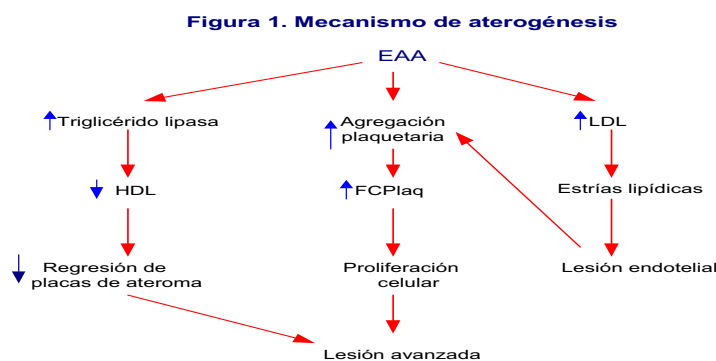 Figura 1. Mecanismo de aterogénesis
EAA
Triglicérido lipasa
Agregación
plaquetaria
LDL
HDL
FCPlaq
Estrías lipídicas
Regresión de
placas de ateroma
Proliferación
celular
Lesión endotelial
Lesión avanzada